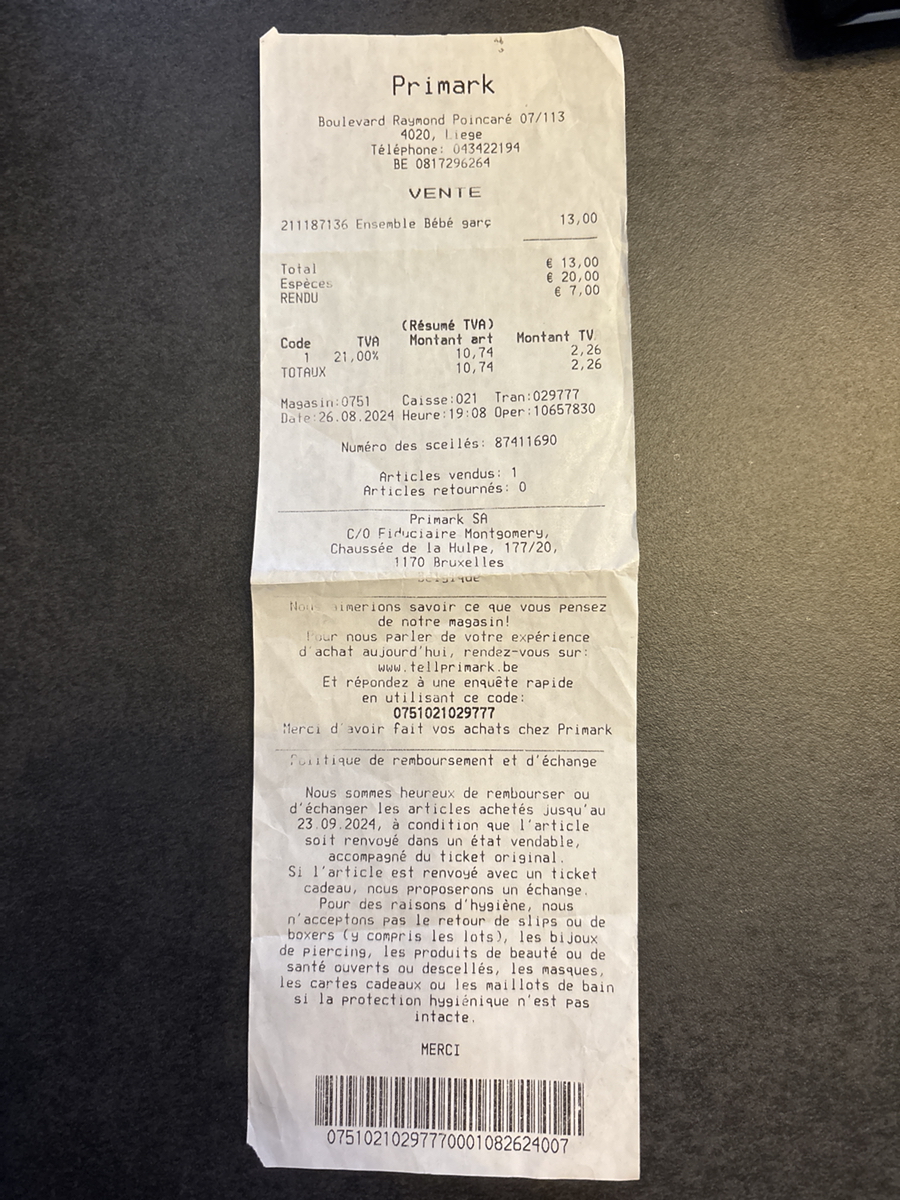 Primark
Boulevard Raymond Poincaré 07/113
4020, Liege
Téléphone: 043422194
BE 0817296264
VENTE
211187136 Ensemble Bébé garç 13,00
Total € 13,00
Espèces € 20,00
RENDU € 7,00
(Résumé TVA)
Code TVA Montant art Montant TV
1 21,00% 10,74 2,26
TOTAUX 10,74 2,26
Magasin:0751 Caisse:021 Tran:029777
Date:26.08.2024 Heure:19:08 Oper:10657830
Numéro des scellés: 87411690
Articles vendus: 1
Articles retournés: 0
Primark SA
C/O Fiduciaire Montgomery,
Chaussée de la Hulpe, 177/20,
1170 Bruxelles
Belgique
Nous aimerions savoir ce que vous pensez
de notre magasin!
Pour nous parler de votre expérience
d'achat aujourd'hui, rendez-vous sur:
www.tellprimark.be
Et répondez à une enquête rapide
en utilisant ce code:
0751021029777
Merci d'avoir fait vos achats chez Primark
Politique de remboursement et d'échange
Nous sommes heureux de rembourser ou
d'échanger les articles achetés jusqu'au
23.09.2024, à condition que l'article
soit renvoyé dans un état vendable,
accompagné du ticket original.
Si l'article est renvoyé avec un ticket
cadeau, nous proposerons un échange.
Pour des raisons d'hygiène, nous
n'acceptons pas le retour de slips ou de
boxers (y compris les lots), les bijoux
de piercing, les produits de beauté ou de
santé ouverts ou descellés, les masques,
les cartes cadeaux ou les maillots de bain
si la protection hygiénique n'est pas
intacte.
MERCI
07510210297770001082624007